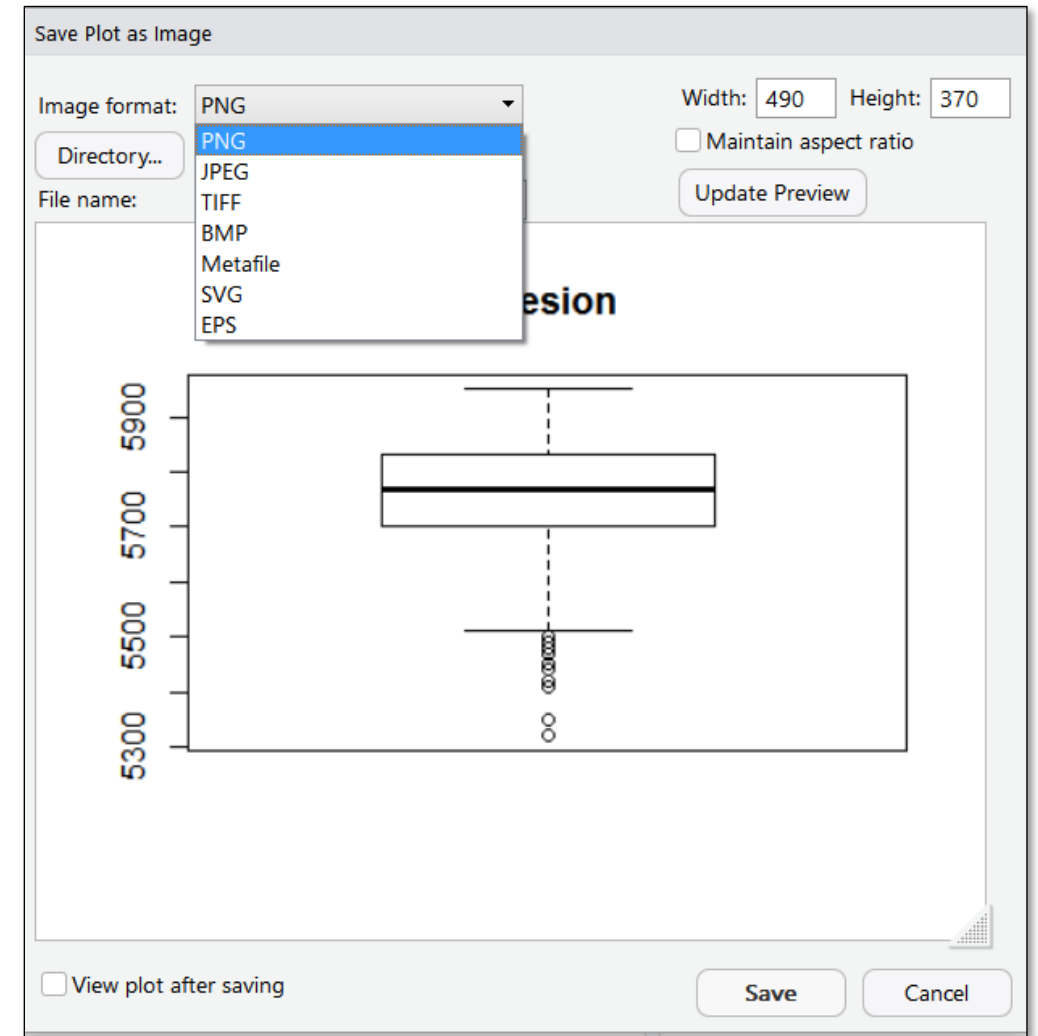 Save Plot as Image
Image format: PNG
Width: 490 Height: 370
PNG
JPEG
TIFF
BMP
Metafile
SVG
EPS
Directory...
Maintain aspect ratio
File name:
Update Preview
esion
5900
5700
5500
5300
View plot after saving
Save Cancel